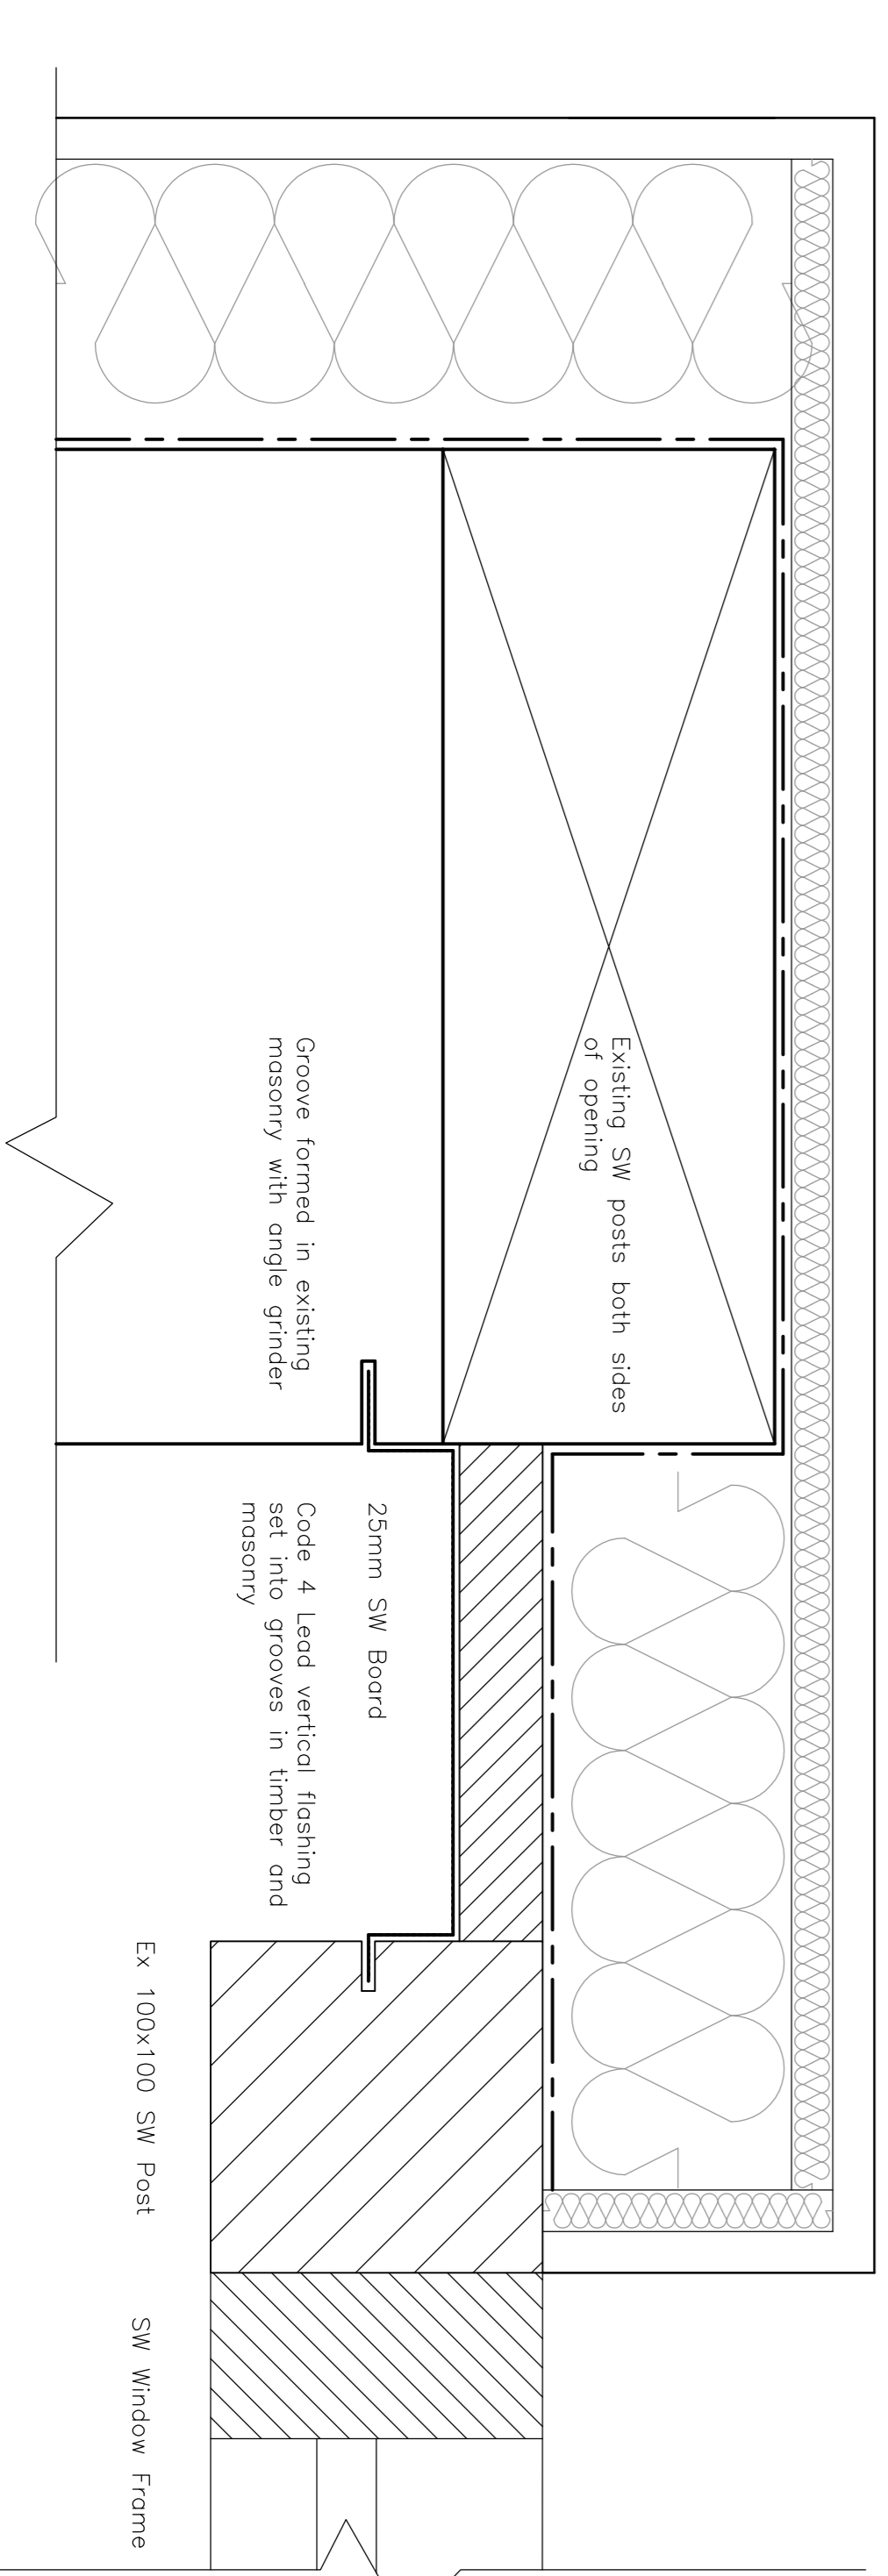 Existing SW posts both sides
of opening
Groove formed in existing
masonry with angle grinder
25mm SW Board
Code 4 Lead vertical flashing
set into grooves in timber and
masonry
Ex 100x100 SW Post
SW Window Frame